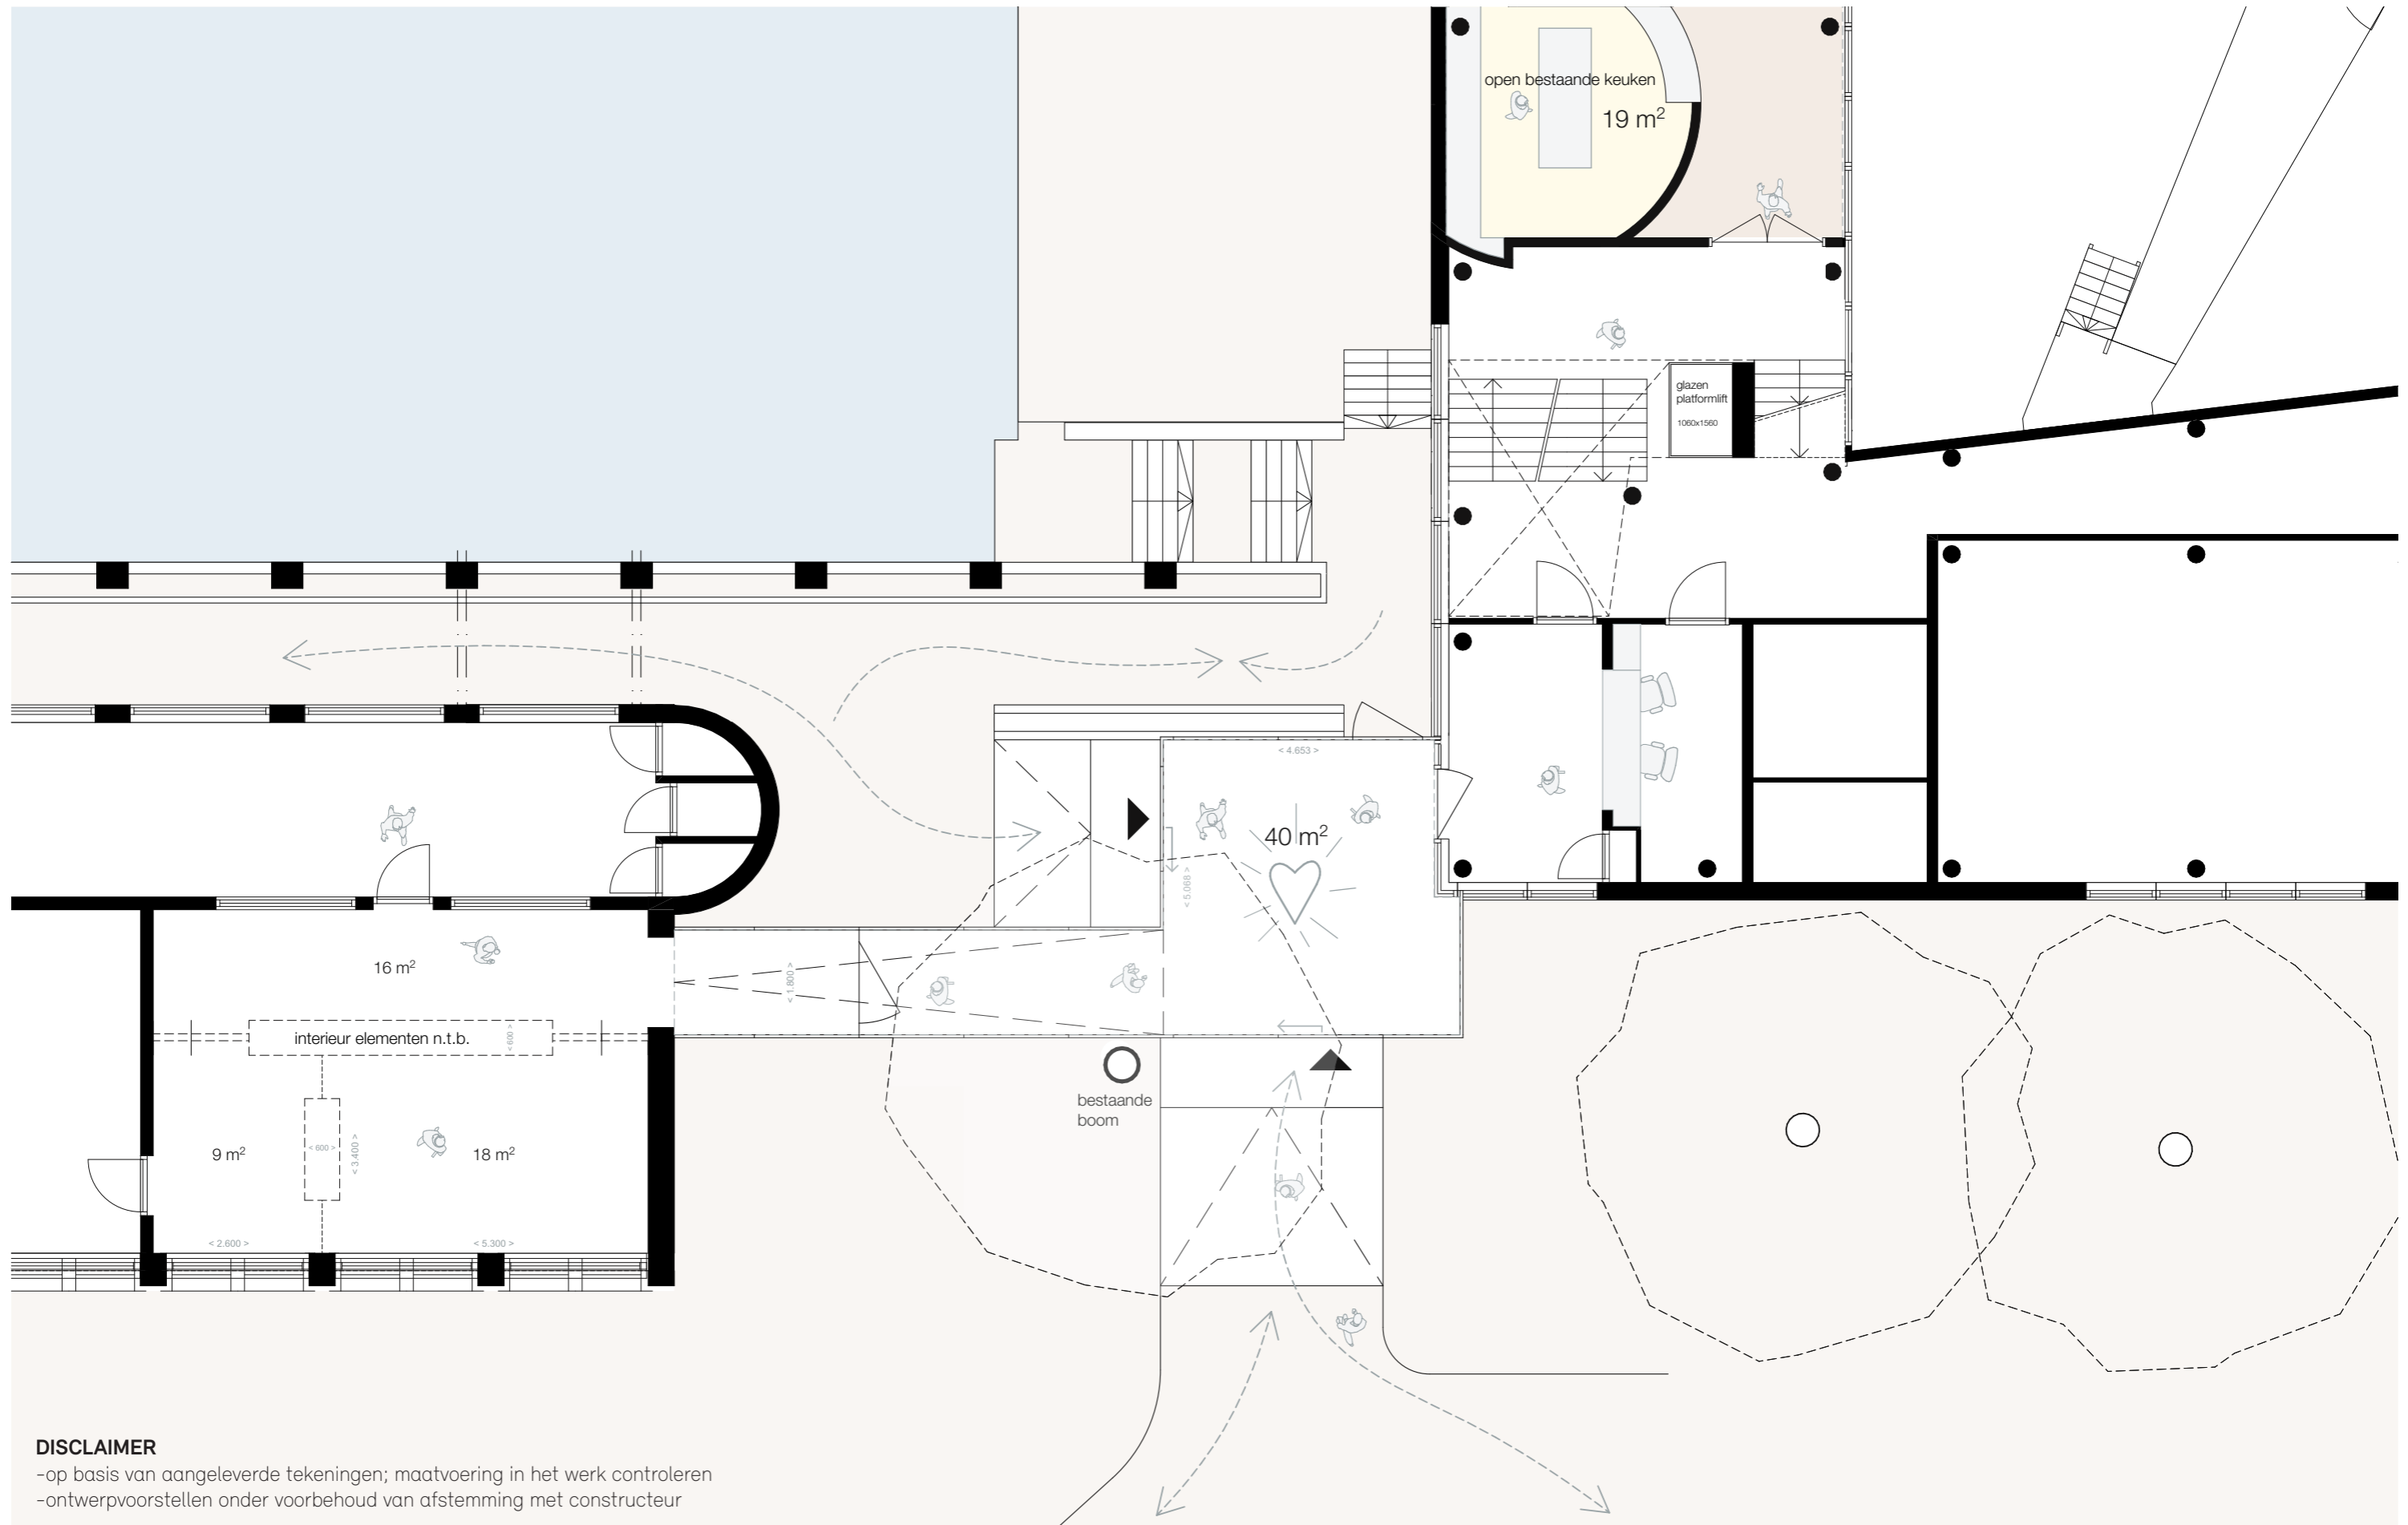 open bestaande keuken
19 m²
glazen
platformlift
1060x1560
< 4.653 >
40 m²
< 5.068 >
16 m²
< 1.800 >
interieur elementen n.t.b.
< 600 >
bestaande
boom
9 m²
< 600 >
< 3.400 >
18 m²
< 2.600 >
< 5.300 >
DISCLAIMER
-op basis van aangeleverde tekeningen; maatvoering in het werk controleren
-ontwerpvoorstellen onder voorbehoud van afstemming met constructeur